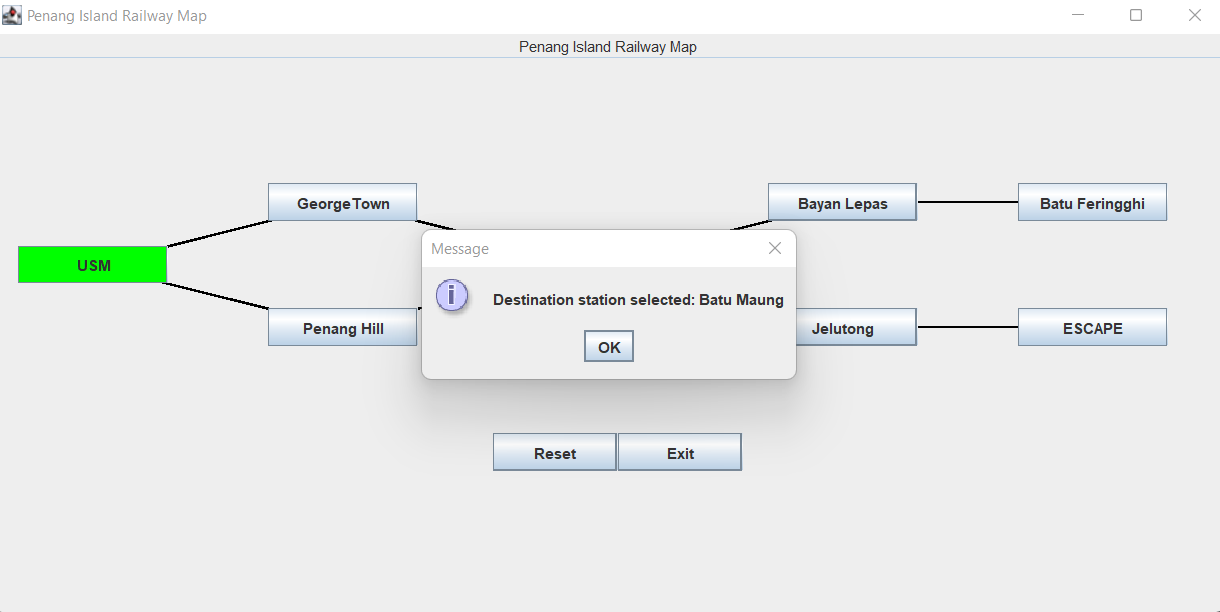 Penang Island Railway Map
Penang Island Railway Map
GeorgeTown
Bayan Lepas
Batu Feringghi
USM
Message
Destination station selected: Batu Maung
OK
Penang Hill
Jelutong
ESCAPE
Reset
Exit